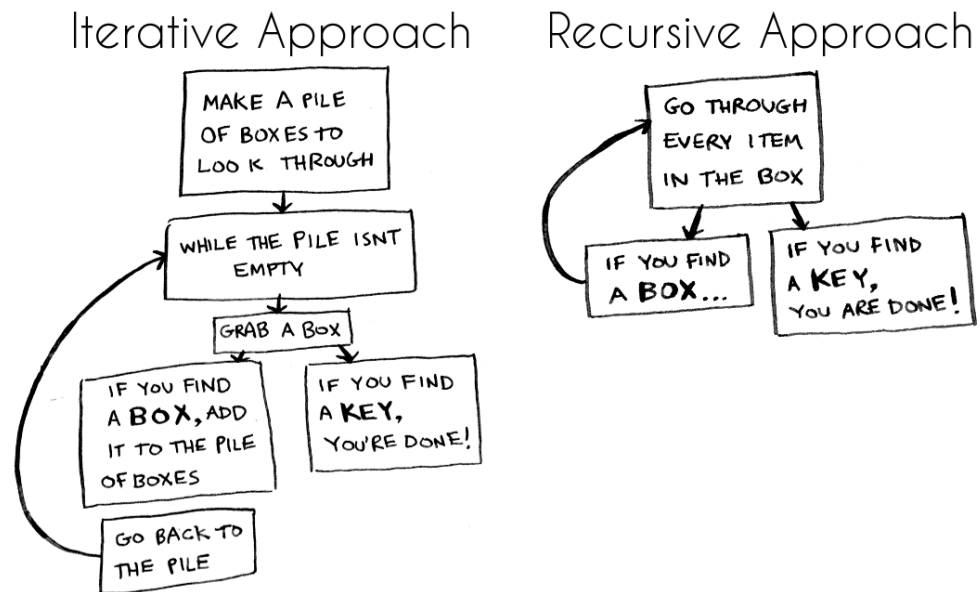 Iterative Approach
MAKE A PILE
OF BOXES TO
LOOK THROUGH
WHILE THE PILE ISNT
EMPTY
GRAB A BOX
IF YOU FIND
A BOX, ADD
IT TO THE PILE
OF BOXES
IF YOU FIND
A KEY,
YOU'RE DONE!
GO BACK TO
THE PILE
Recursive Approach
GO THROUGH
EVERY ITEM
IN THE BOX
IF YOU FIND
A BOX...
IF YOU FIND
A KEY,
YOU ARE DONE!